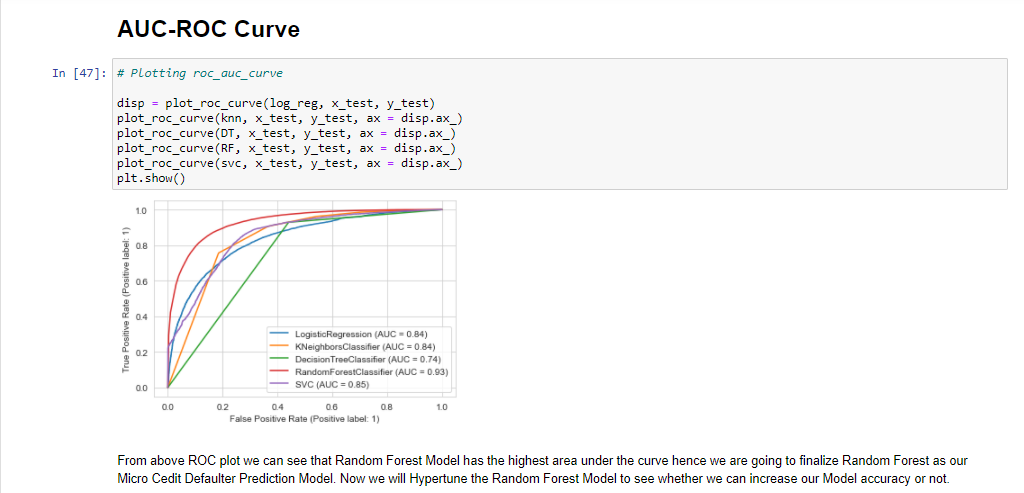 AUC-ROC Curve
In [47]: # Plotting roc_auc_curve
disp = plot_roc_curve(log_reg, x_test, y_test)
plot_roc_curve(knn, x_test, y_test, ax = disp.ax_)
plot_roc_curve(DT, x_test, y_test, ax = disp.ax_)
plot_roc_curve(RF, x_test, y_test, ax = disp.ax_)
plot_roc_curve(svc, x_test, y_test, ax = disp.ax_)
plt.show()
True Positive Rate (Positive label: 1)
1.0
0.8
0.6
0.4
0.2
0.0
LogisticRegression (AUC = 0.84)
KNeighborsClassifier (AUC = 0.84)
DecisionTreeClassifier (AUC = 0.74)
RandomForestClassifier (AUC = 0.93)
SVC (AUC = 0.85)
0.0 0.2 0.4 0.6 0.8 1.0
False Positive Rate (Positive label: 1)
From above ROC plot we can see that Random Forest Model has the highest area under the curve hence we are going to finalize Random Forest as our
Micro Cedit Defaulter Prediction Model. Now we will Hypertune the Random Forest Model to see whether we can increase our Model accuracy or not.